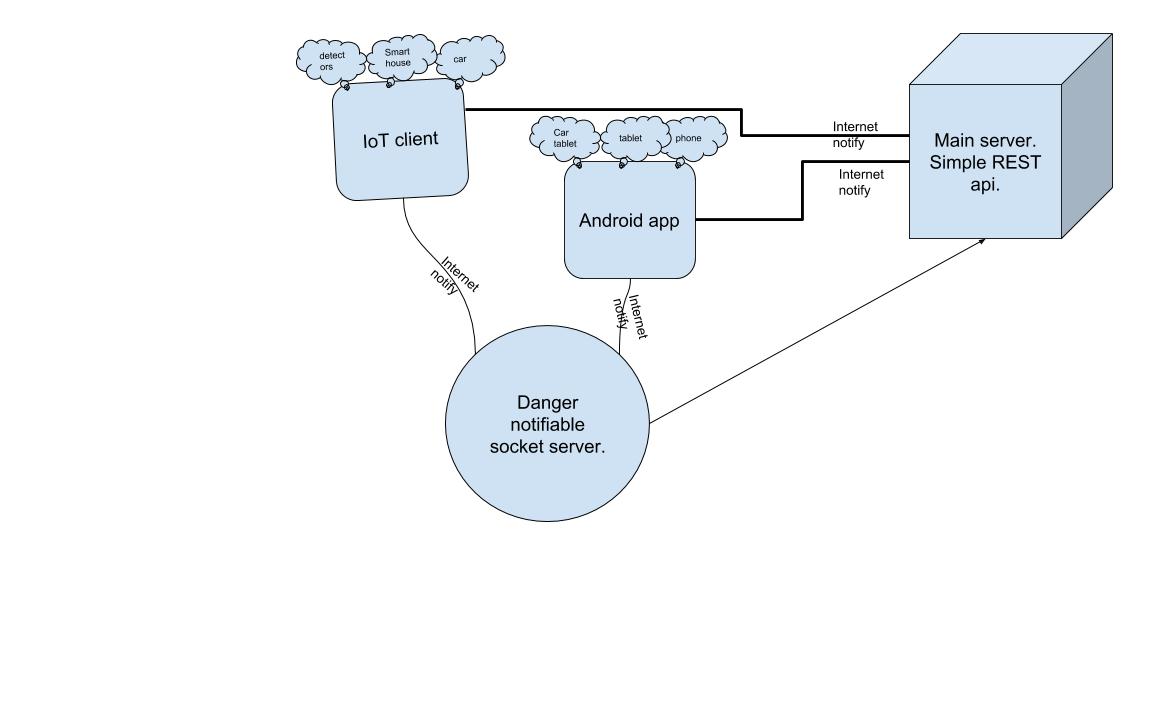 detect
ors
Smart
house
car
IoT client
Car
tablet
tablet
phone
Android app
Internet
notify
Internet
notify
Main server.
Simple REST
api.
Internet
notify
Internet
notify
Danger
notifiable
socket server.